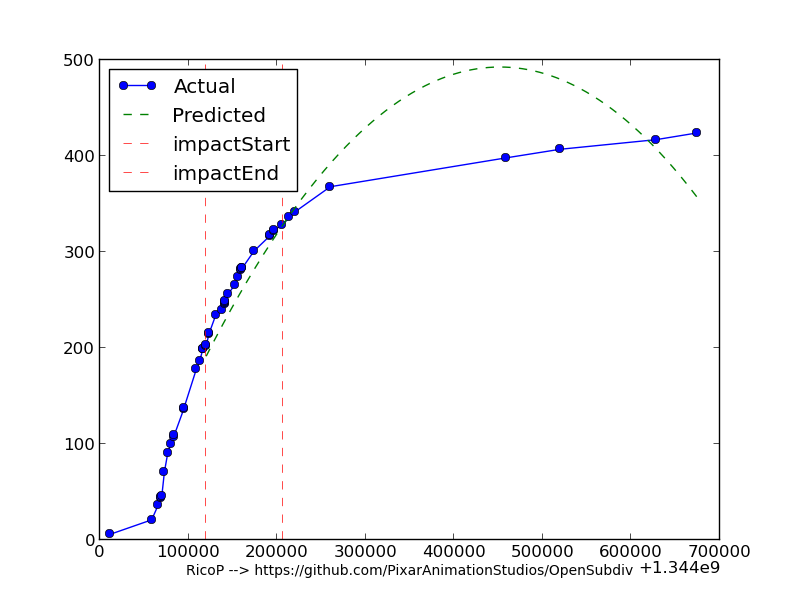 500
400
300
200
100
0
Actual
Predicted
impactStart
impactEnd
0 100000 200000 300000 400000 500000 600000 700000
RicoP --> https://github.com/PixarAnimationStudios/OpenSubdiv +1.344e9